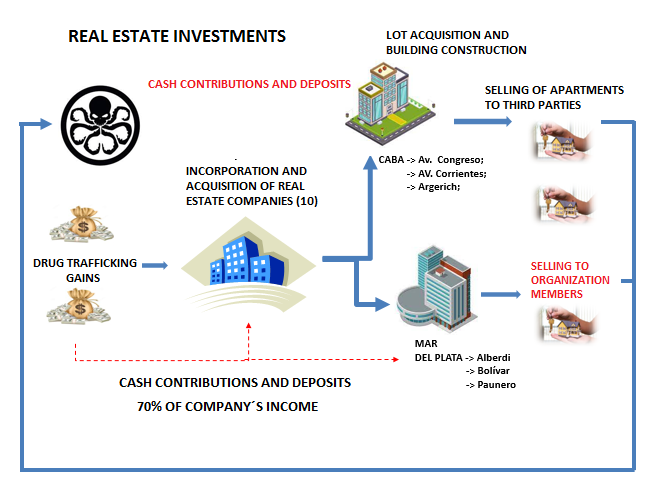 REAL ESTATE INVESTMENTS
LOT ACQUISITION AND
BUILDING CONSTRUCTION
CASH CONTRIBUTIONS AND DEPOSITS
SELLING OF APARTMENTS
TO THIRD PARTIES
CABA -> Av. Congreso;
-> AV. Corrientes;
-> Argerich;
INCORPORATION AND
ACQUISITION OF REAL
ESTATE COMPANIES (10)
DRUG TRAFFICKING
GAINS
SELLING TO
ORGANIZATION
MEMBERS
MAR
DEL PLATA -> Alberdi
-> Bolívar
-> Paunero
CASH CONTRIBUTIONS AND DEPOSITS
70% OF COMPANY´S INCOME